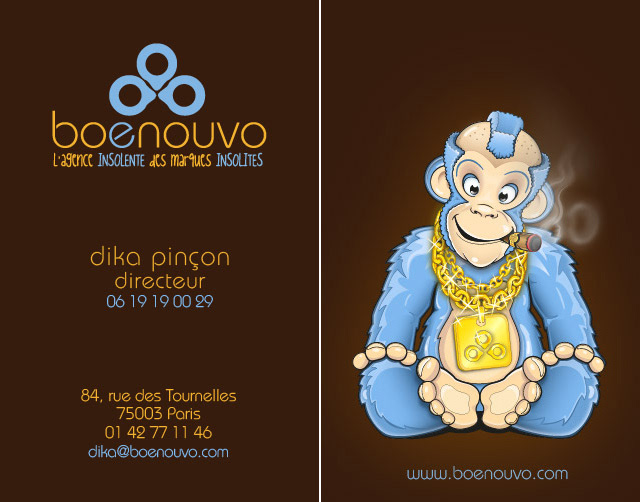 boenouvo
L'agence INSOLENTE des marques INSOLITES
dika pinçon
directeur
06 19 19 00 29
84, rue des Tournelles
75003 Paris
01 42 77 11 46
dika@boenouvo.com
www.boenouvo.com